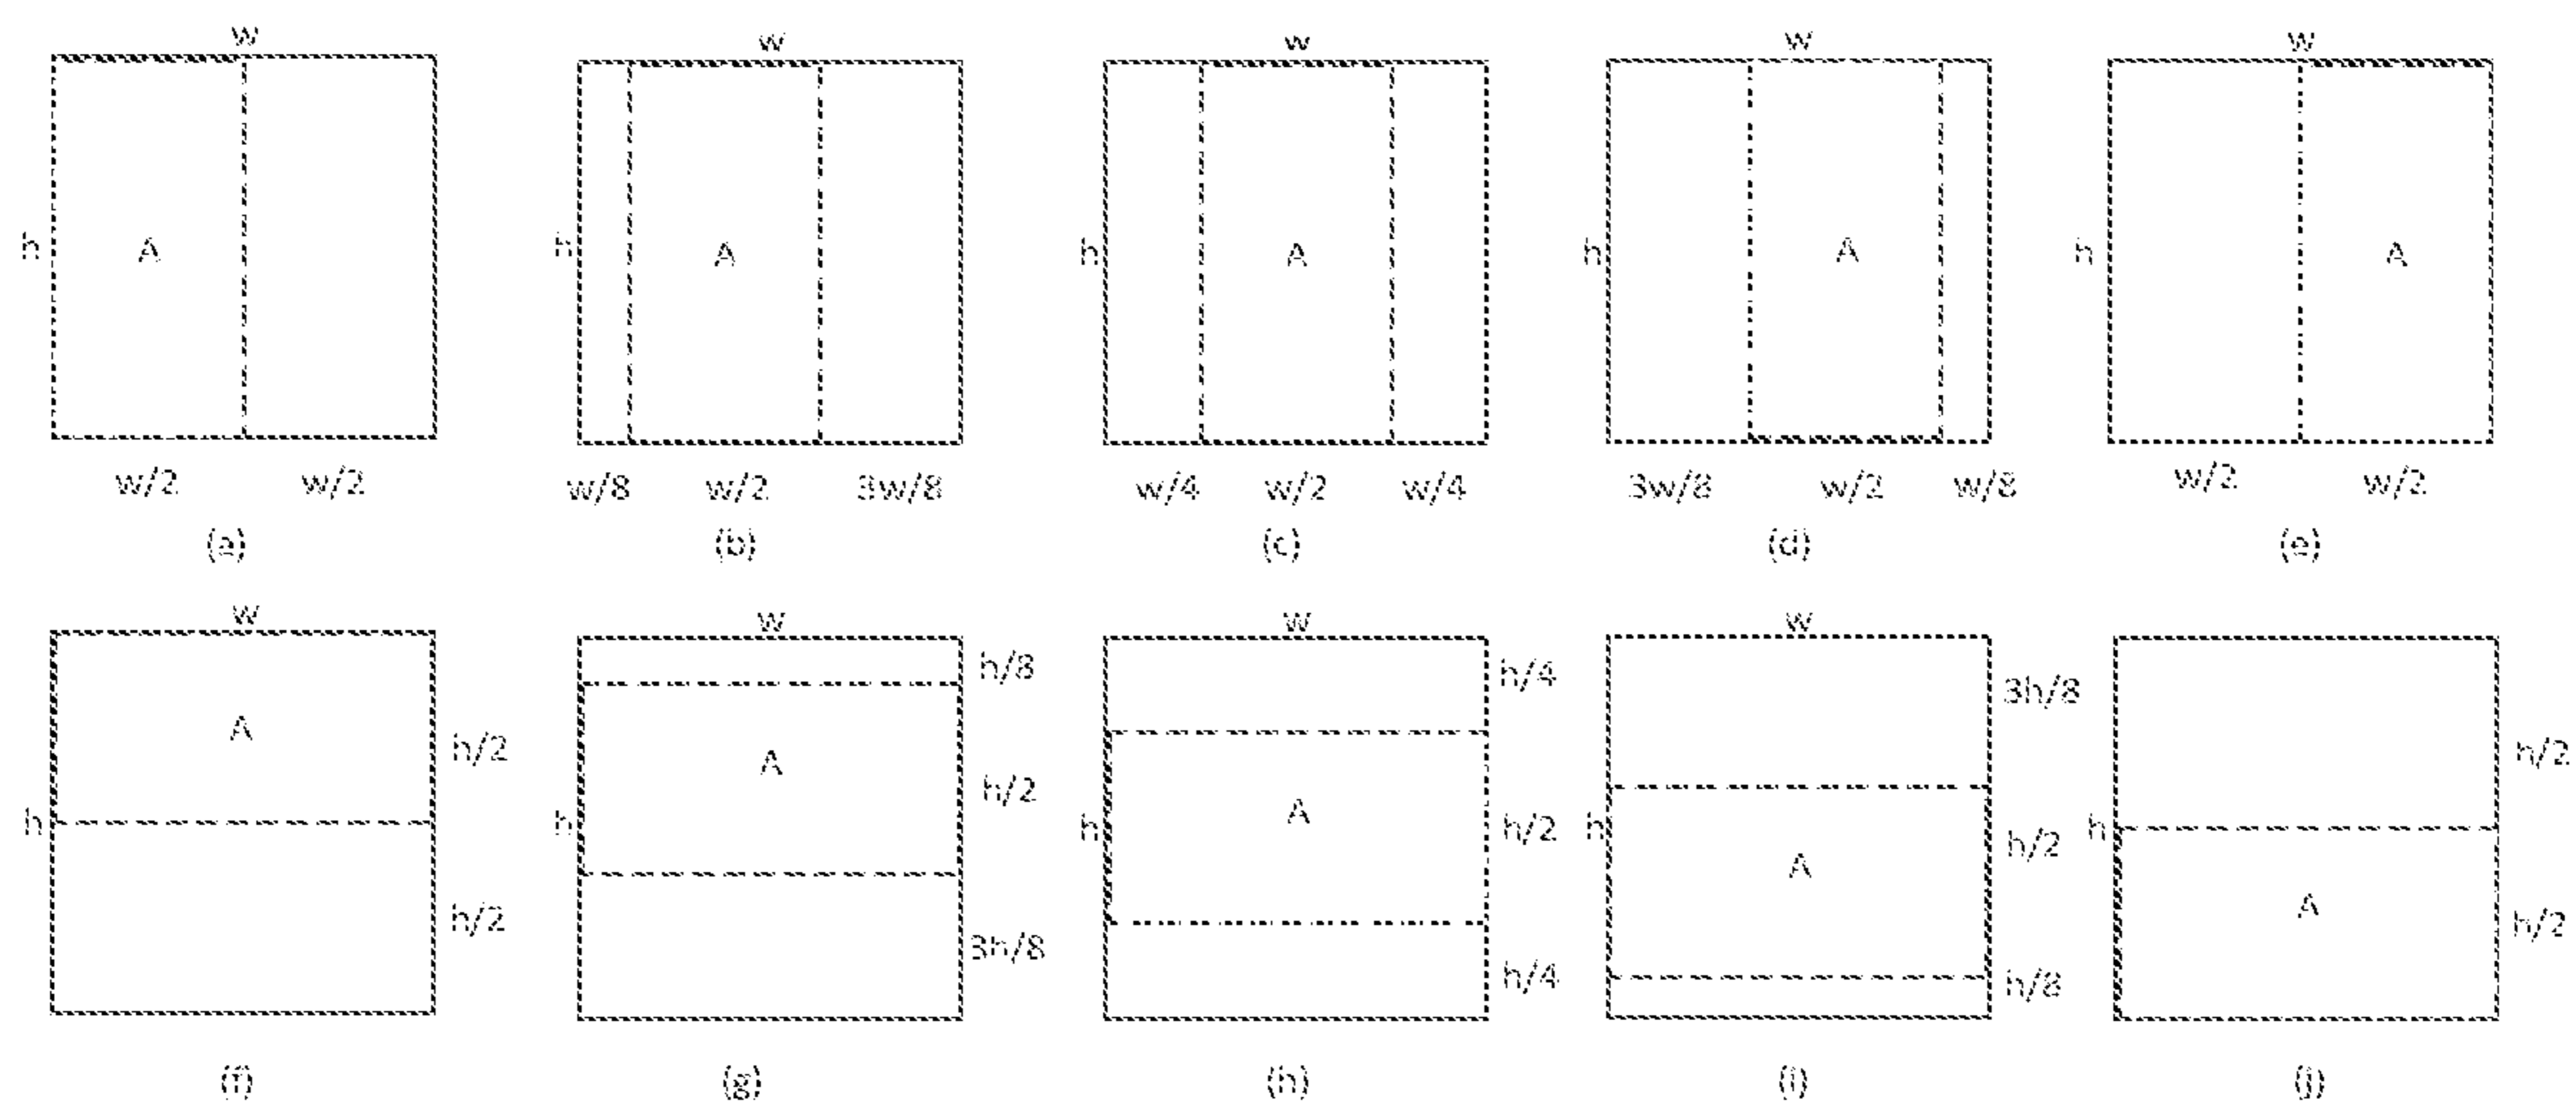 w w w w w
h A h A h A h A h A
w/2 w/2 w/8 w/2 3w/8 w/4 w/2 w/4 3w/8 w/2 w/8 w/2 w/2
(a) (b) (c) (d) (e)
w w w w
h/8 h/4 3h/8
A h/2 A h/2 A h/2 A h/2 h/2
h h h h h A
h/2 3h/8 h/4 h/8 h/2
(f) (g) (h) (i) (j)